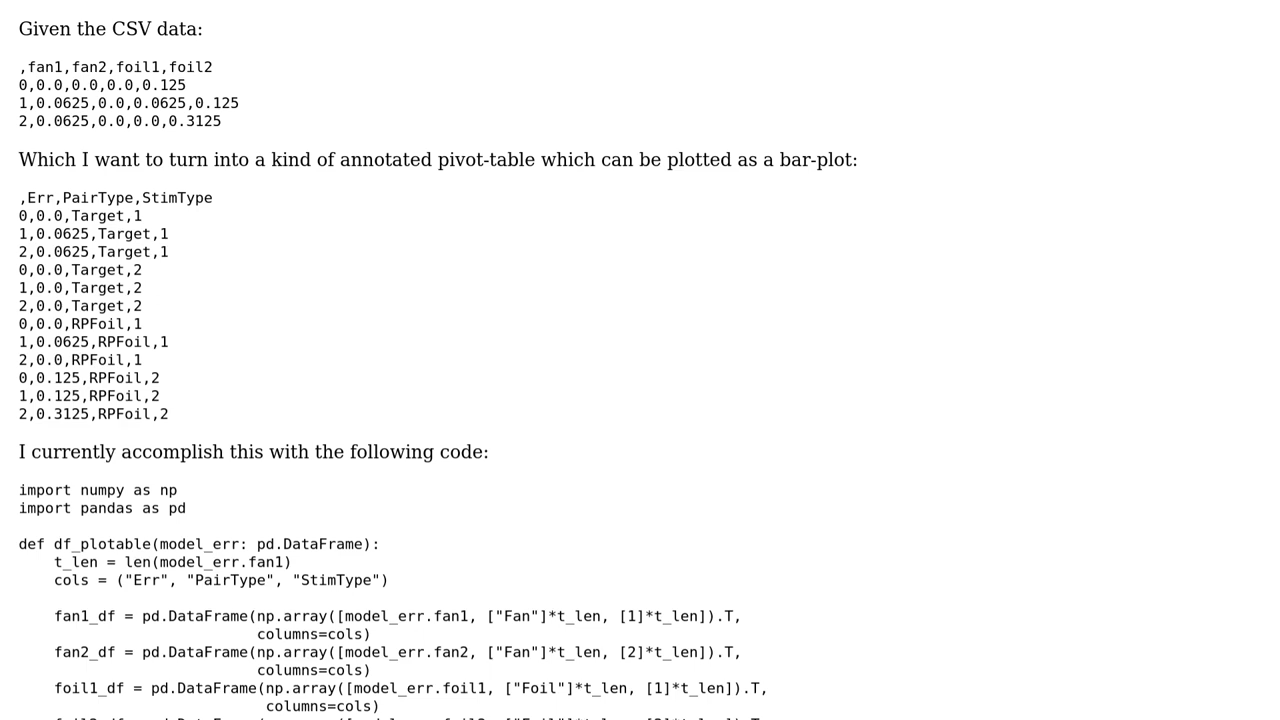 Given the CSV data:
,fan1,fan2,foil1,foil2
0,0.0,0.0,0.0,0.125
1,0.0625,0.0,0.0625,0.125
2,0.0625,0.0,0.0,0.3125
Which I want to turn into a kind of annotated pivot-table which can be plotted as a bar-plot:
,Err,PairType,StimType
0,0.0,Target,1
1,0.0625,Target,1
2,0.0625,Target,1
0,0.0,Target,2
1,0.0,Target,2
2,0.0,Target,2
0,0.0,RPFoil,1
1,0.0625,RPFoil,1
2,0.0,RPFoil,1
0,0.125,RPFoil,2
1,0.125,RPFoil,2
2,0.3125,RPFoil,2
I currently accomplish this with the following code:
import numpy as np
import pandas as pd
def df_plotable(model_err: pd.DataFrame):
    t_len = len(model_err.fan1)
    cols = ("Err", "PairType", "StimType")
    fan1_df = pd.DataFrame(np.array([model_err.fan1, ["Fan"]*t_len, [1]*t_len]).T,
                           columns=cols)
    fan2_df = pd.DataFrame(np.array([model_err.fan2, ["Fan"]*t_len, [2]*t_len]).T,
                           columns=cols)
    foil1_df = pd.DataFrame(np.array([model_err.foil1, ["Foil"]*t_len, [1]*t_len]).T,
                            columns=cols)